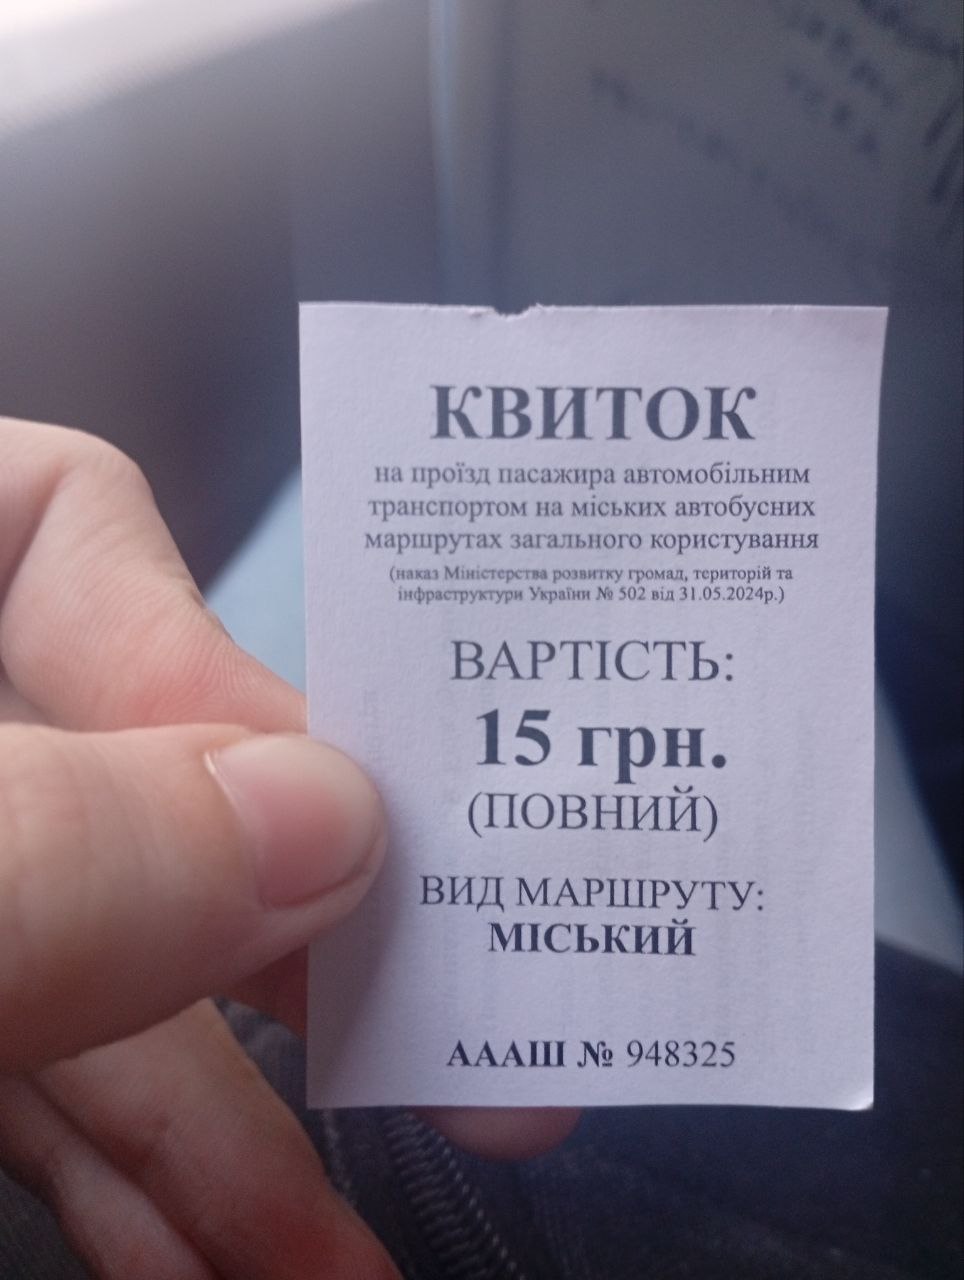 КВИТОК
на проїзд пасажира автомобільним
транспортом на міських автобусних
маршрутах загального користування
(наказ Міністерства розвитку громад, територій та
інфраструктури України № 502 від 31.05.2024р.)
ВАРТІСТЬ:
15 грн.
(ПОВНИЙ)
ВИД МАРШРУТУ:
МІСЬКИЙ
АААШ № 948325